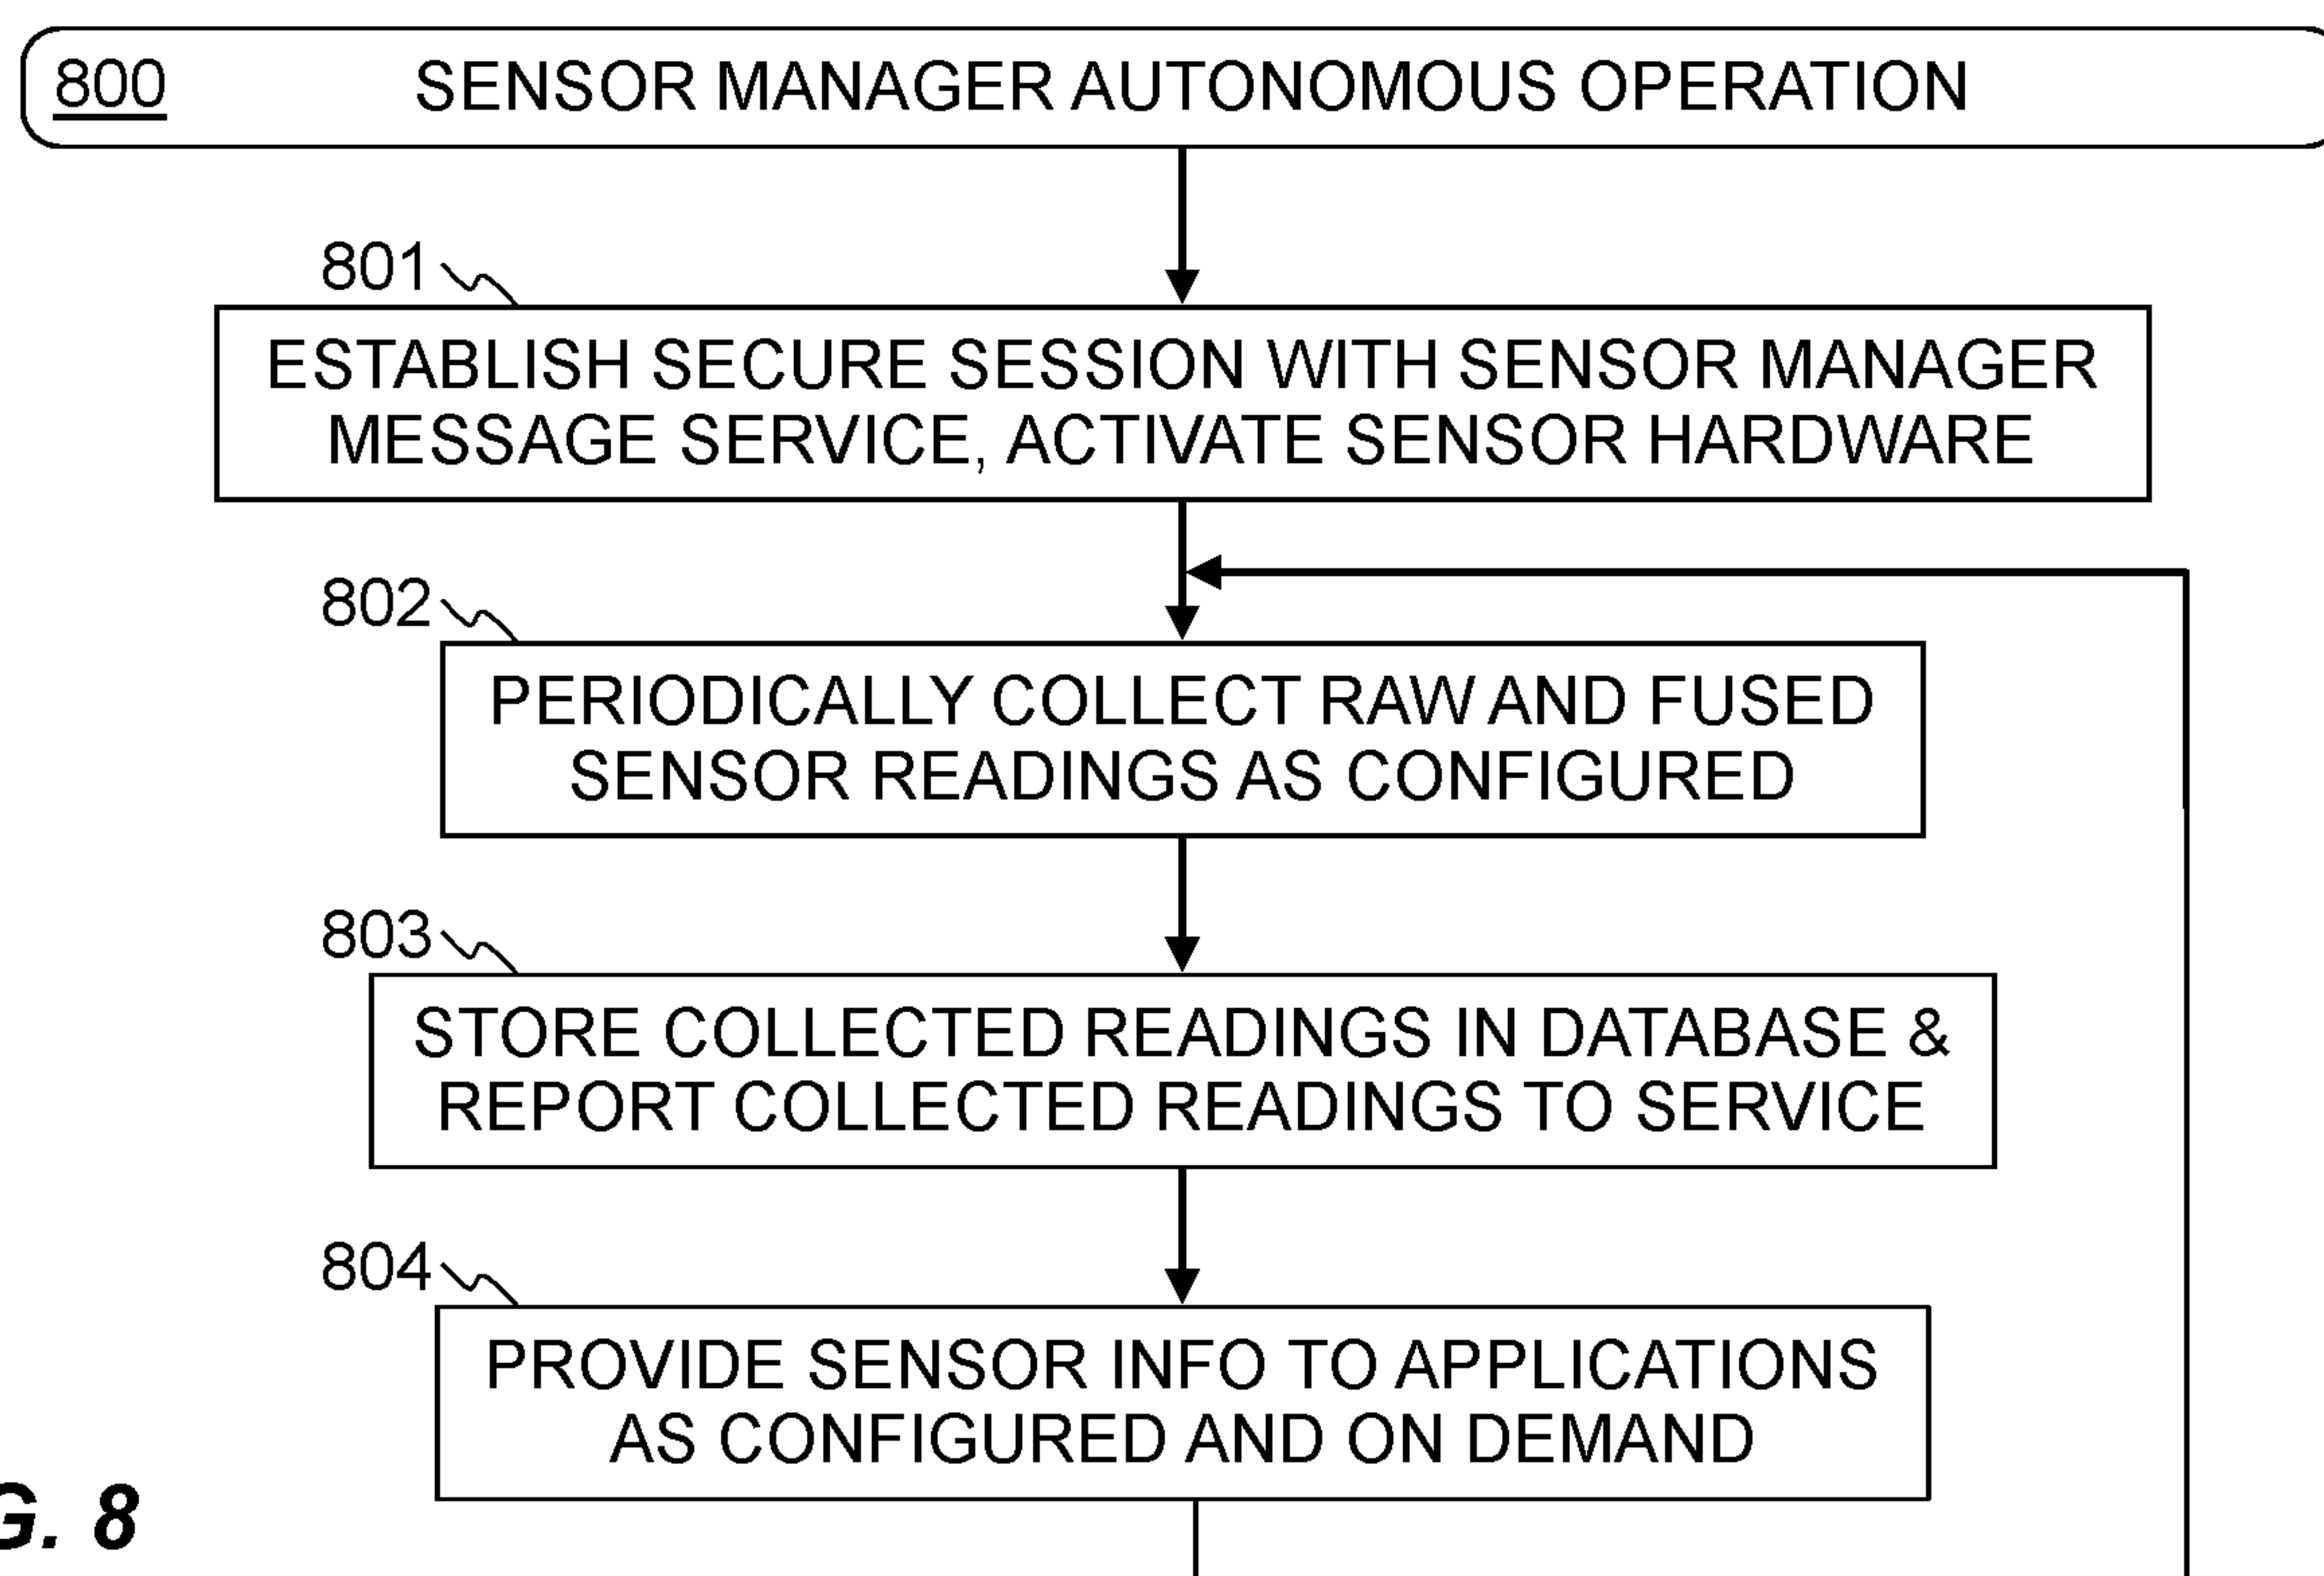 800 SENSOR MANAGER AUTONOMOUS OPERATION
801
ESTABLISH SECURE SESSION WITH SENSOR MANAGER
MESSAGE SERVICE, ACTIVATE SENSOR HARDWARE
802
PERIODICALLY COLLECT RAW AND FUSED
SENSOR READINGS AS CONFIGURED
803
STORE COLLECTED READINGS IN DATABASE &
REPORT COLLECTED READINGS TO SERVICE
804
PROVIDE SENSOR INFO TO APPLICATIONS
AS CONFIGURED AND ON DEMAND
G. 8